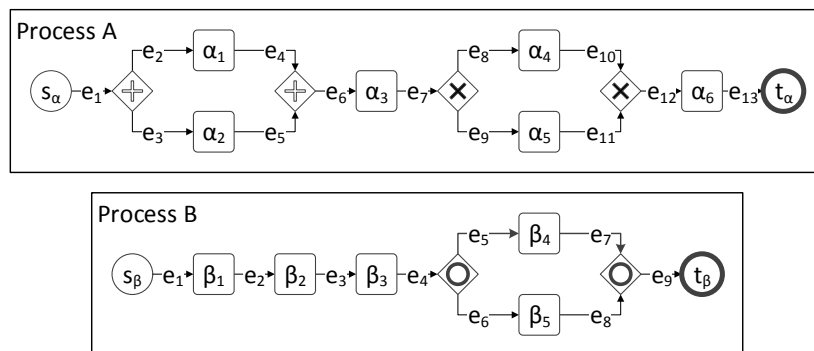 Process A
e₂ α₁ e₄ e₈ α₄ e₁₀
sα e₁ e₆ α₃ e₇ e₁₂ α₆ e₁₃ tα
e₃ α₂ e₅ e₉ α₅ e₁₁
Process B
e₅ β₄ e₇
sβ e₁ β₁ e₂ β₂ e₃ β₃ e₄ e₉ tβ
e₆ β₅ e₈